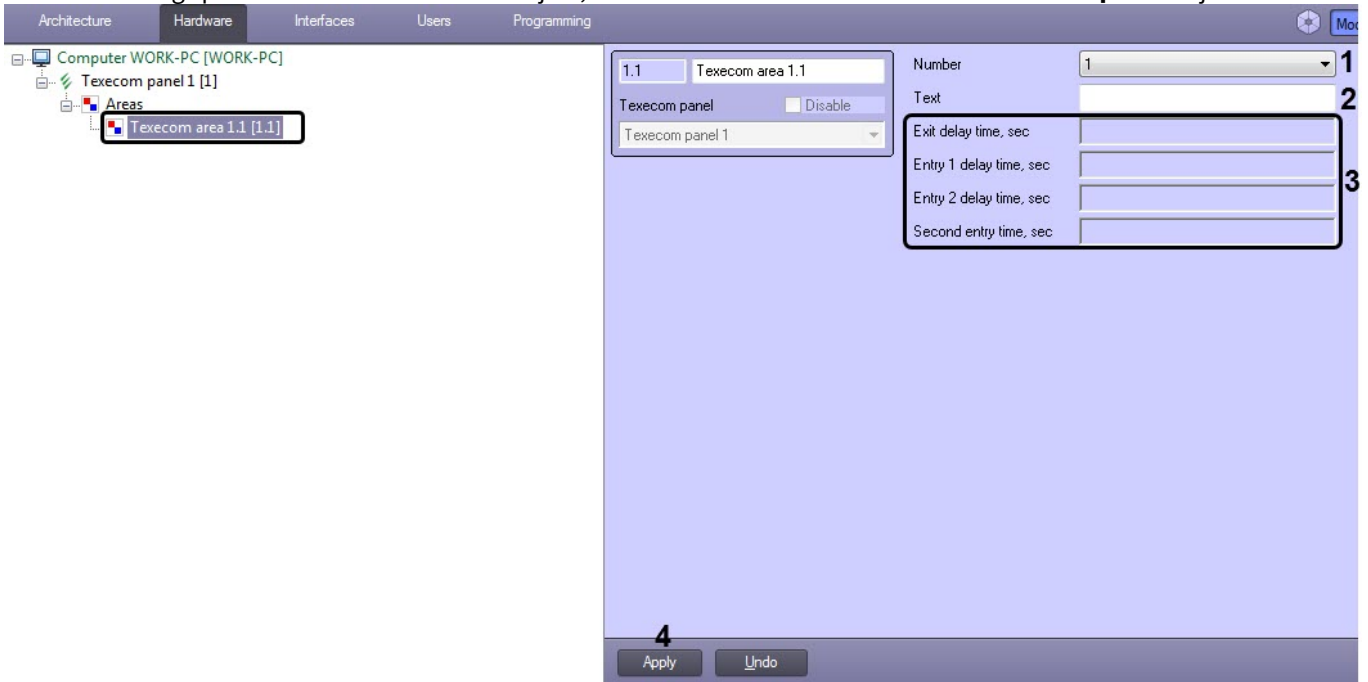 Architecture Hardware Interfaces Users Programming
Computer WORK-PC [WORK-PC]
Texecom panel 1 [1]
Areas
Texecom area 1.1 [1.1]
1.1 Texecom area 1.1
Texecom panel Disable
Texecom panel 1
Number 1 1
Text 2
Exit delay time, sec
Entry 1 delay time, sec
3
Entry 2 delay time, sec
Second entry time, sec
4
Apply Undo